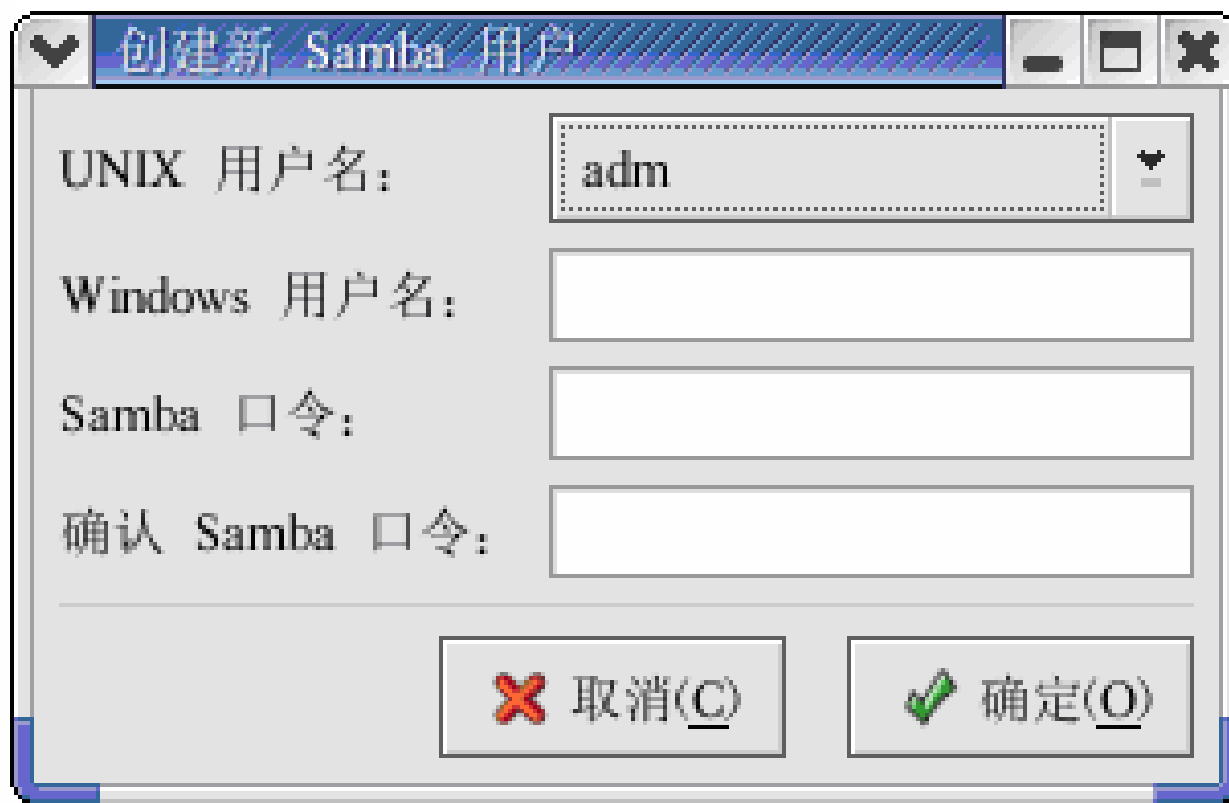 创建新 Samba 用户
UNIX 用户名：
adm
Windows 用户名：
Samba 口令：
确认 Samba 口令：
取消(C)
确定(O)